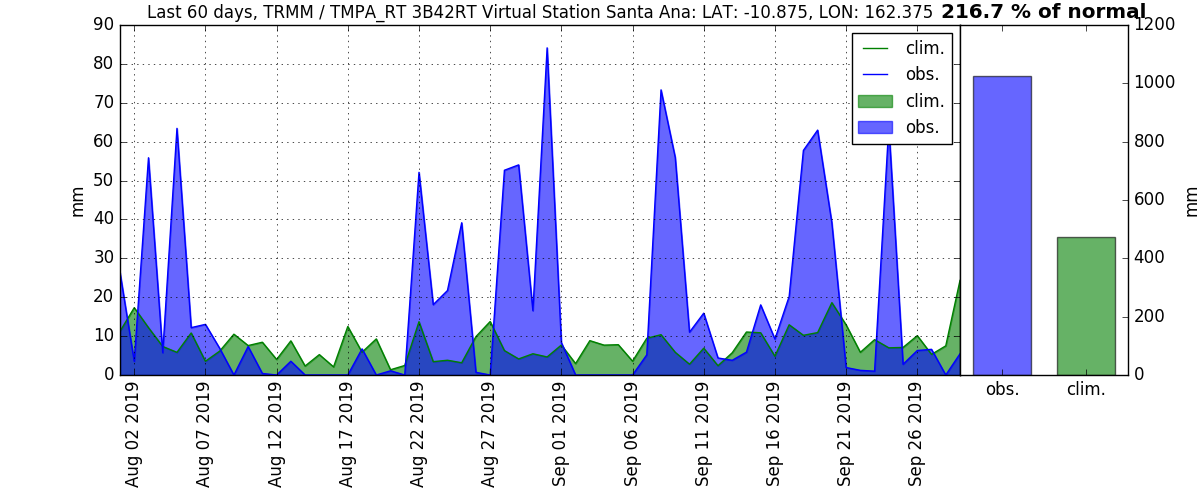 Last 60 days, TRMM / TMPA_RT 3B42RT Virtual Station Santa Ana: LAT: -10.875, LON: 162.375 216.7 % of normal
90
80
70
60
50
40
30
20
10
0
mm
clim.
obs.
clim.
obs.
1200
1000
800
600
400
200
0
mm
Aug 02 2019
Aug 07 2019
Aug 12 2019
Aug 17 2019
Aug 22 2019
Aug 27 2019
Sep 01 2019
Sep 06 2019
Sep 11 2019
Sep 16 2019
Sep 21 2019
Sep 26 2019
obs.
clim.